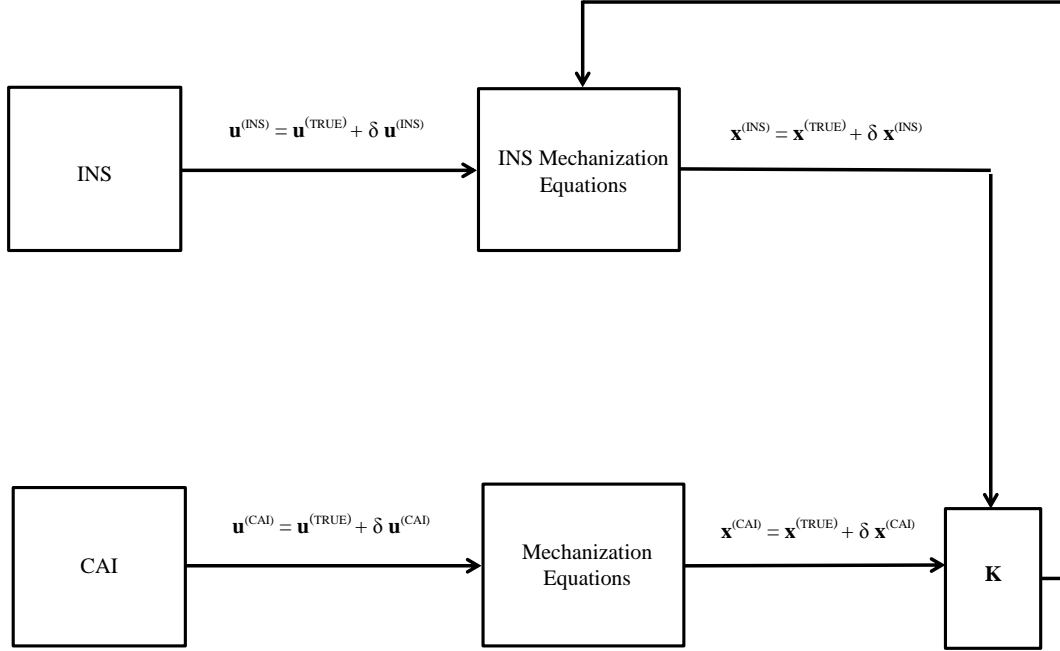 INS
u(INS) = u(TRUE) + δ u(INS)
INS Mechanization
Equations
x(INS) = x(TRUE) + δ x(INS)
CAI
u(CAI) = u(TRUE) + δ u(CAI)
Mechanization
Equations
x(CAI) = x(TRUE) + δ x(CAI)
K